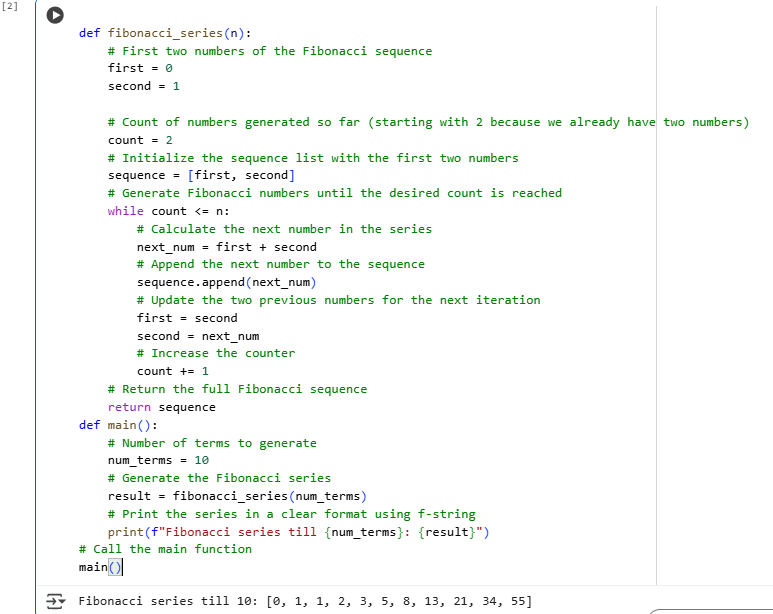 [2]
def fibonacci_series(n):
    # First two numbers of the Fibonacci sequence
    first = 0
    second = 1

    # Count of numbers generated so far (starting with 2 because we already have two numbers)
    count = 2
    # Initialize the sequence list with the first two numbers
    sequence = [first, second]
    # Generate Fibonacci numbers until the desired count is reached
    while count <= n:
        # Calculate the next number in the series
        next_num = first + second
        # Append the next number to the sequence
        sequence.append(next_num)
        # Update the two previous numbers for the next iteration
        first = second
        second = next_num
        # Increase the counter
        count += 1
    # Return the full Fibonacci sequence
    return sequence
def main():
    # Number of terms to generate
    num_terms = 10
    # Generate the Fibonacci series
    result = fibonacci_series(num_terms)
    # Print the series in a clear format using f-string
    print(f"Fibonacci series till {num_terms}: {result}")
# Call the main function
main()
Fibonacci series till 10: [0, 1, 1, 2, 3, 5, 8, 13, 21, 34, 55]